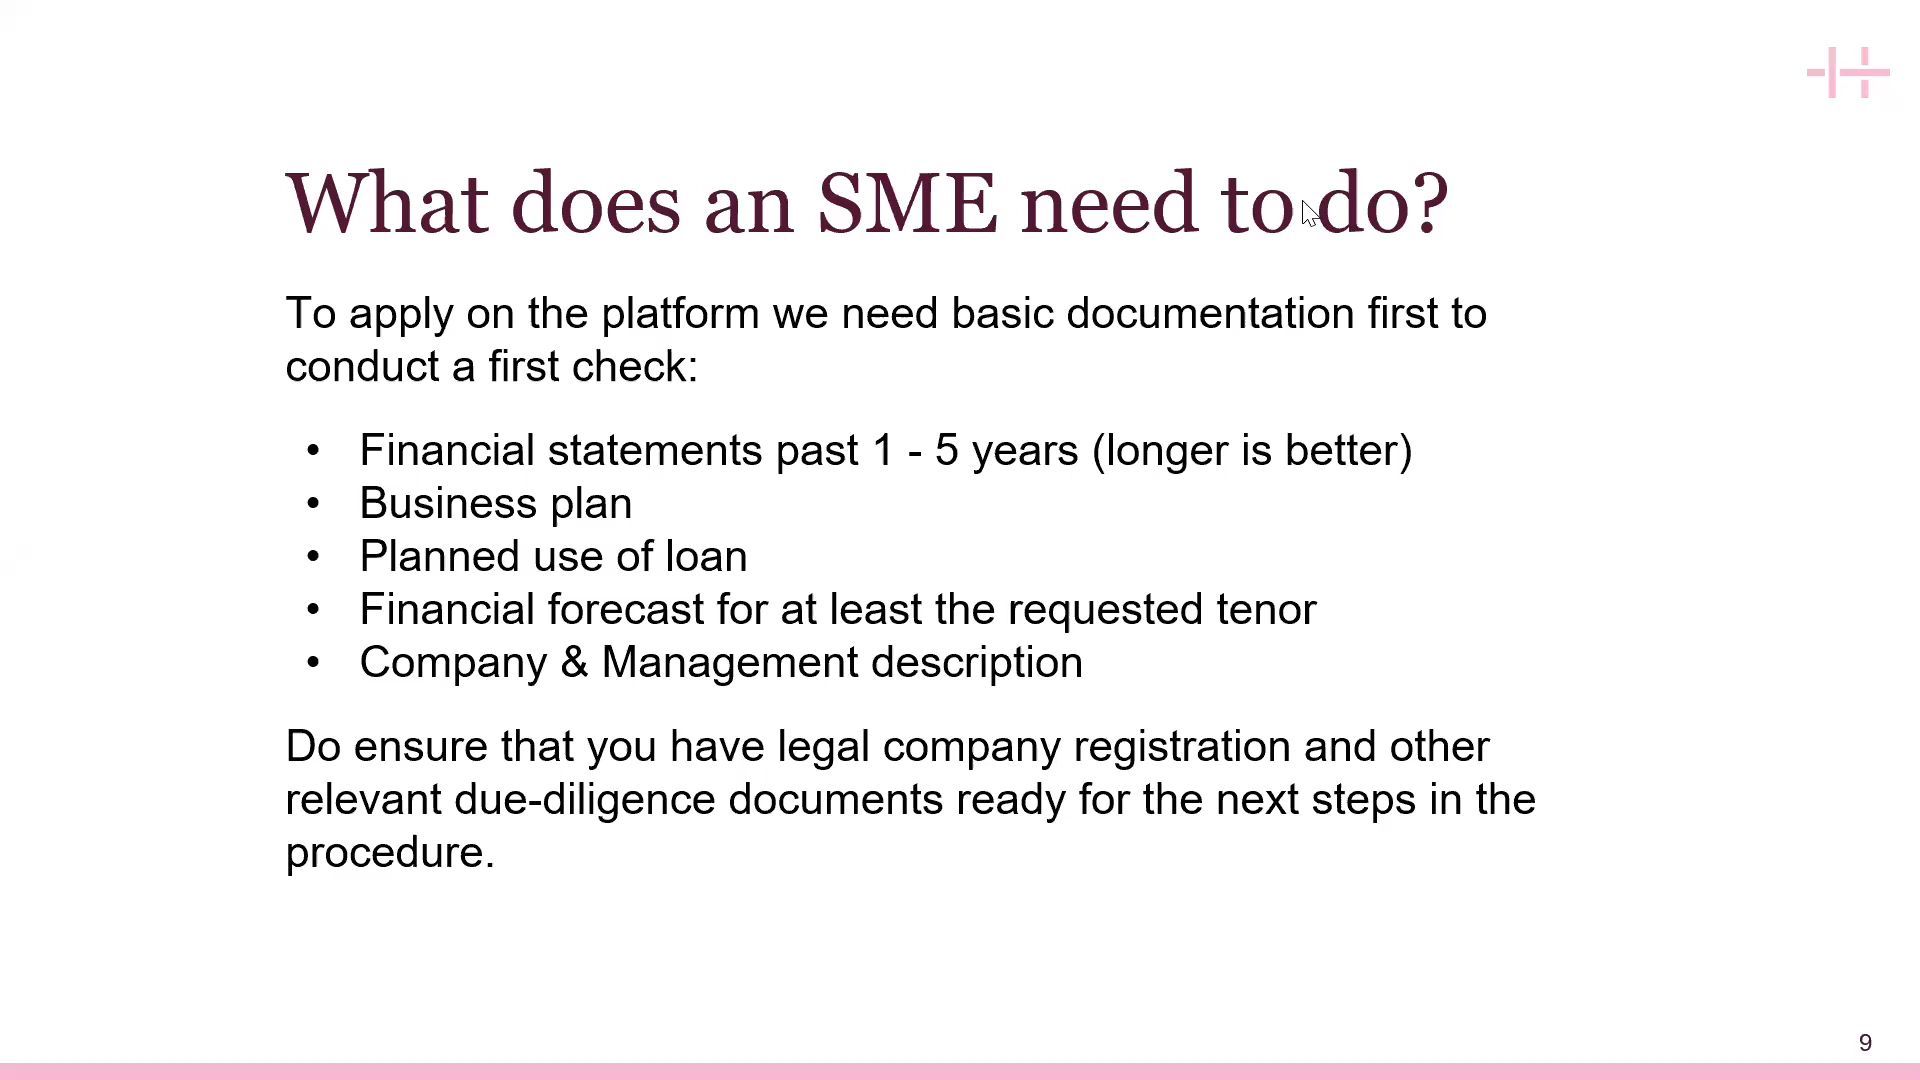 What does an SME need to do?
To apply on the platform we need basic documentation first to
conduct a first check:
• Financial statements past 1 - 5 years (longer is better)
• Business plan
• Planned use of loan
• Financial forecast for at least the requested tenor
• Company & Management description
Do ensure that you have legal company registration and other
relevant due-diligence documents ready for the next steps in the
procedure.
9